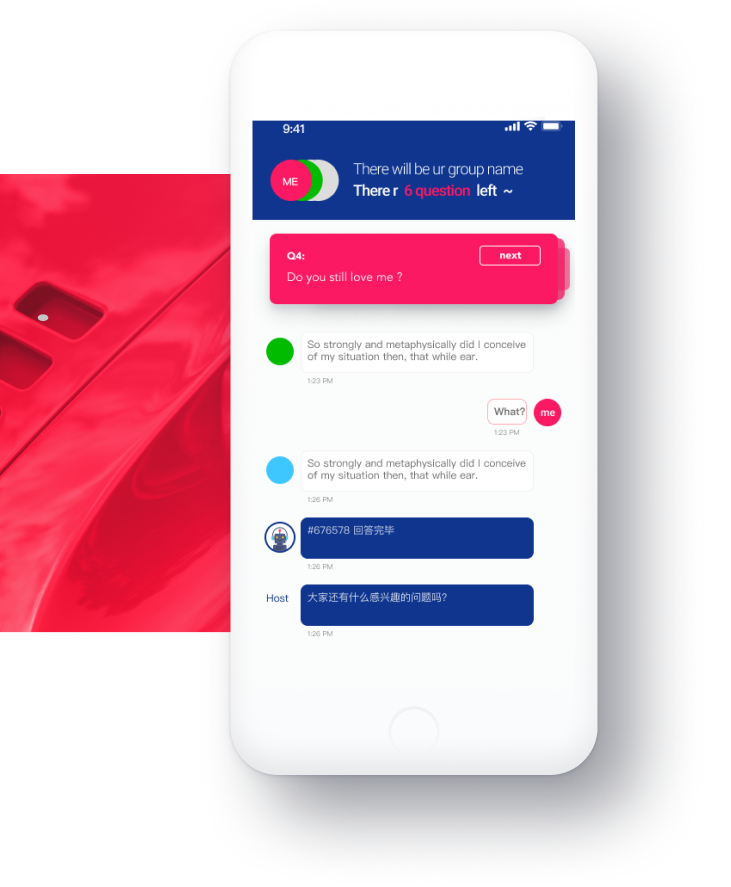 9:41
ME
There will be ur group name
There r 6 question left ~
Q4:
next
Do you still love me ?
So strongly and metaphysically did I conceive
of my situation then, that while ear.
1:23 PM
What?
me
1:23 PM
So strongly and metaphysically did I conceive
of my situation then, that while ear.
1:26 PM
#676578 回答完毕
1:26 PM
Host
大家还有什么感兴趣的问题吗?
1:26 PM